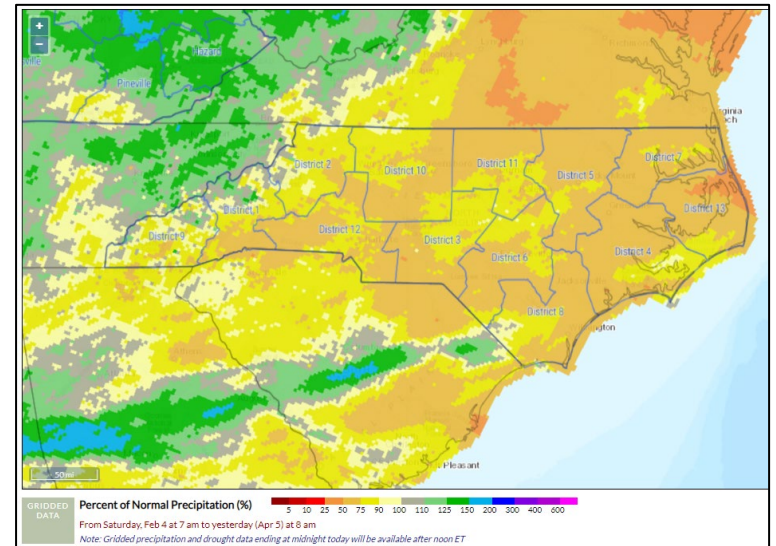 +
−
ville
Hazard
Pineville
Virginia
ch
District 2
District 10
District 11
District 7
District 5
District 1
District 13
District 9
District 12
District 3
District 4
District 6
District 8
gton
50mi
Pleasant
GRIDDED
DATA
Percent of Normal Precipitation (%)
5 10 25 50 75 90 100 110 125 150 200 300 400 600
From Saturday, Feb 4 at 7 am to yesterday (Apr 5) at 8 am
Note: Gridded precipitation and drought data ending at midnight today will be available after noon ET